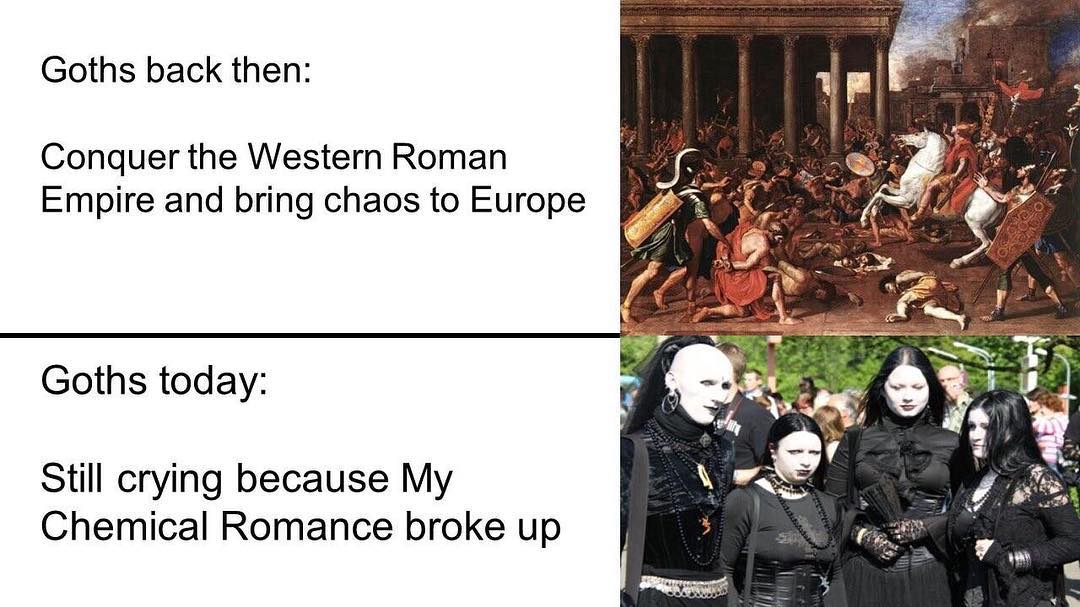 Goths back then:
Conquer the Western Roman
Empire and bring chaos to Europe
Goths today:
Still crying because My
Chemical Romance broke up